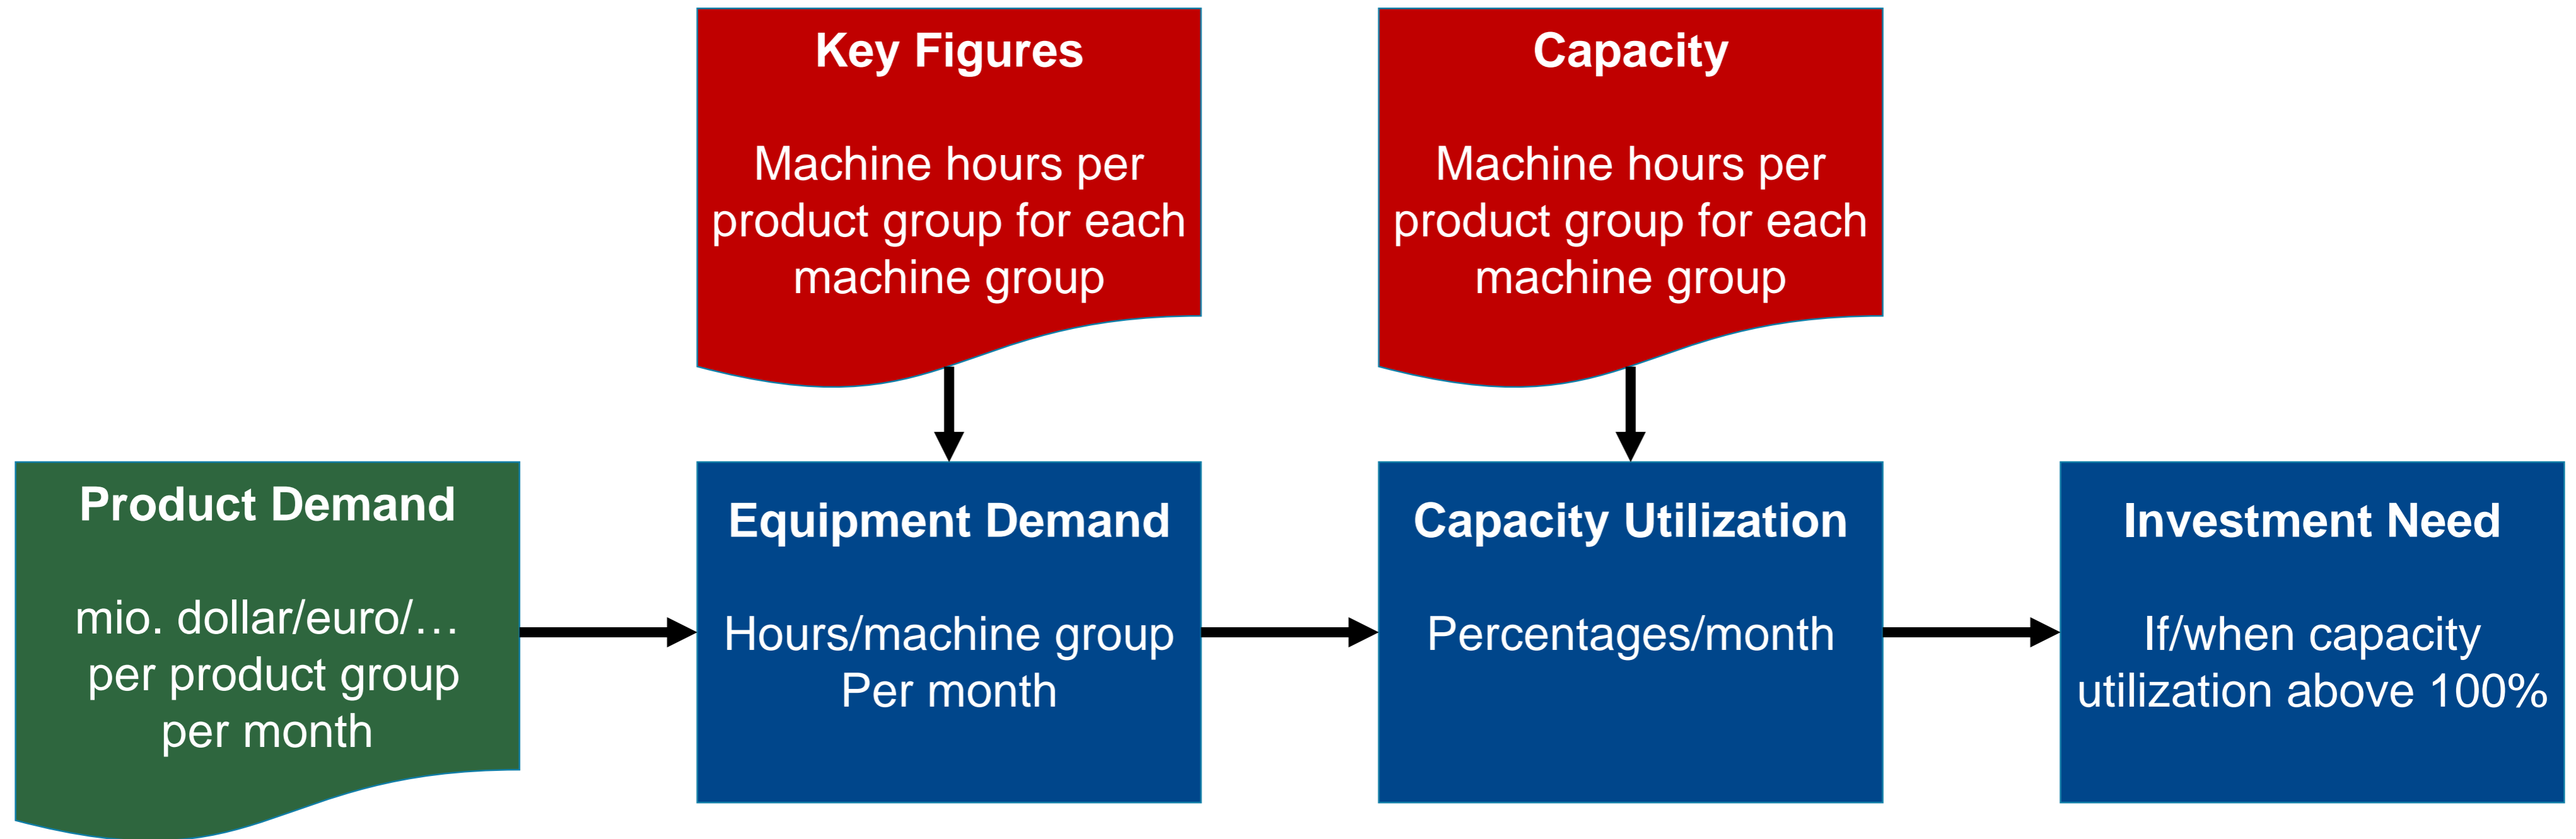 Key Figures
Machine hours per
product group for each
machine group
Capacity
Machine hours per
product group for each
machine group
Product Demand
mio. dollar/euro/…
per product group
per month
Equipment Demand
Hours/machine group
Per month
Capacity Utilization
Percentages/month
Investment Need
If/when capacity
utilization above 100%